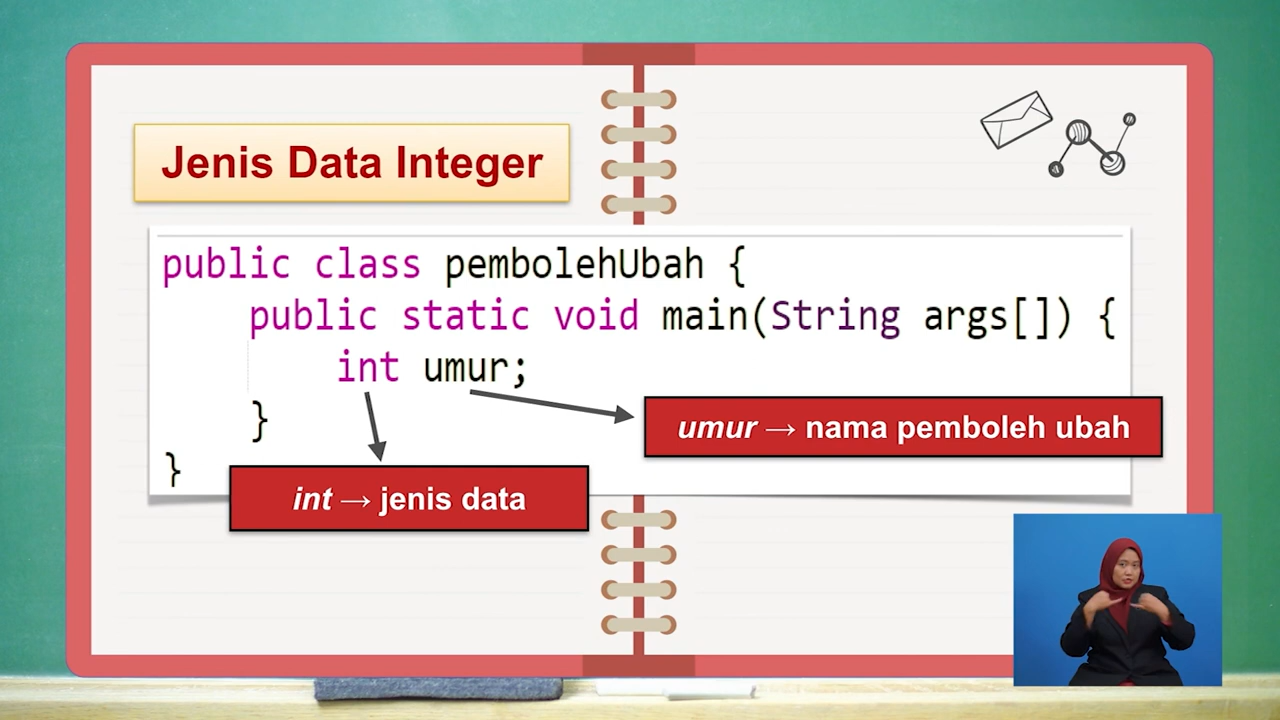 Jenis Data Integer
public class pembolehUbah {
public static void main(String args[]) {
int umur;
}
}
umur → nama pemboleh ubah
int → jenis data